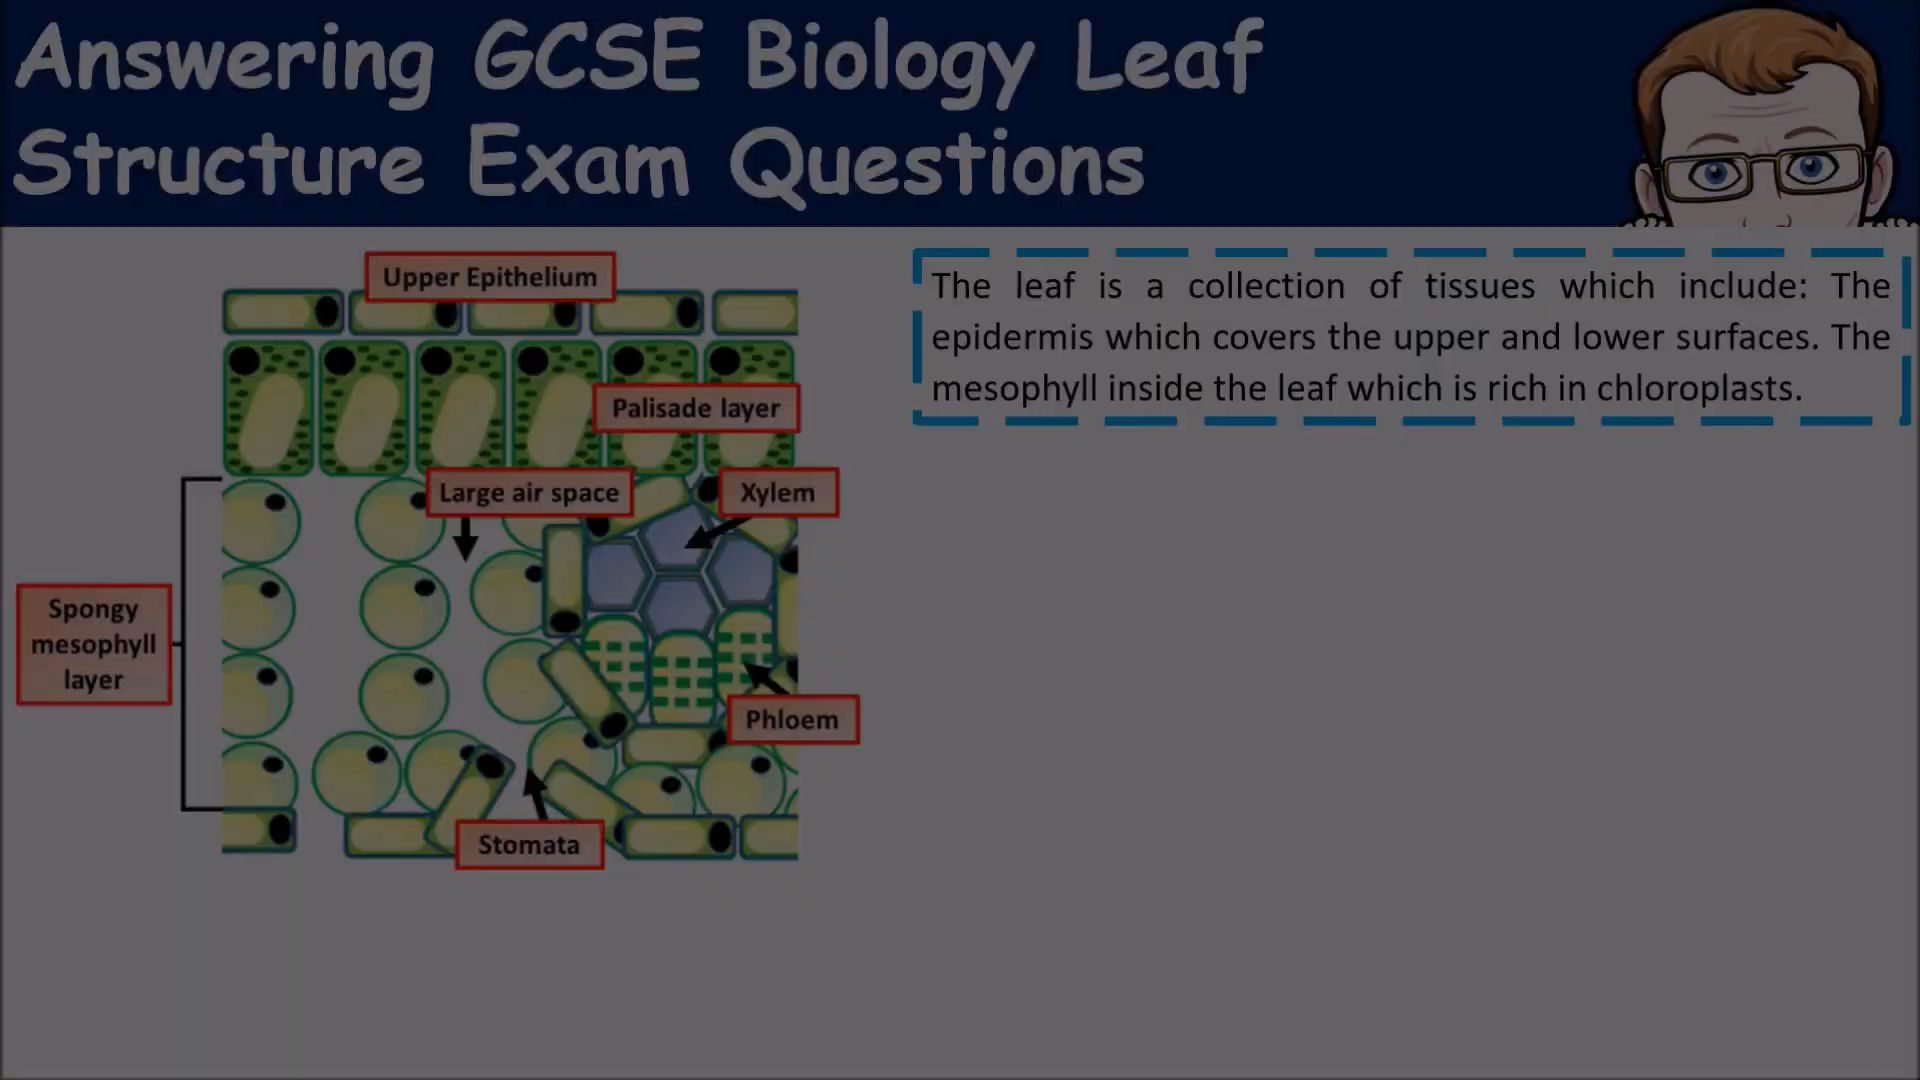 Answering GCSE Biology Leaf
Structure Exam Questions
Upper Epithelium
The leaf is a collection of tissues which include: The
epidermis which covers the upper and lower surfaces. The
mesophyll inside the leaf which is rich in chloroplasts.
Palisade layer
Large air space
Xylem
Spongy
mesophyll
layer
Phloem
Stomata